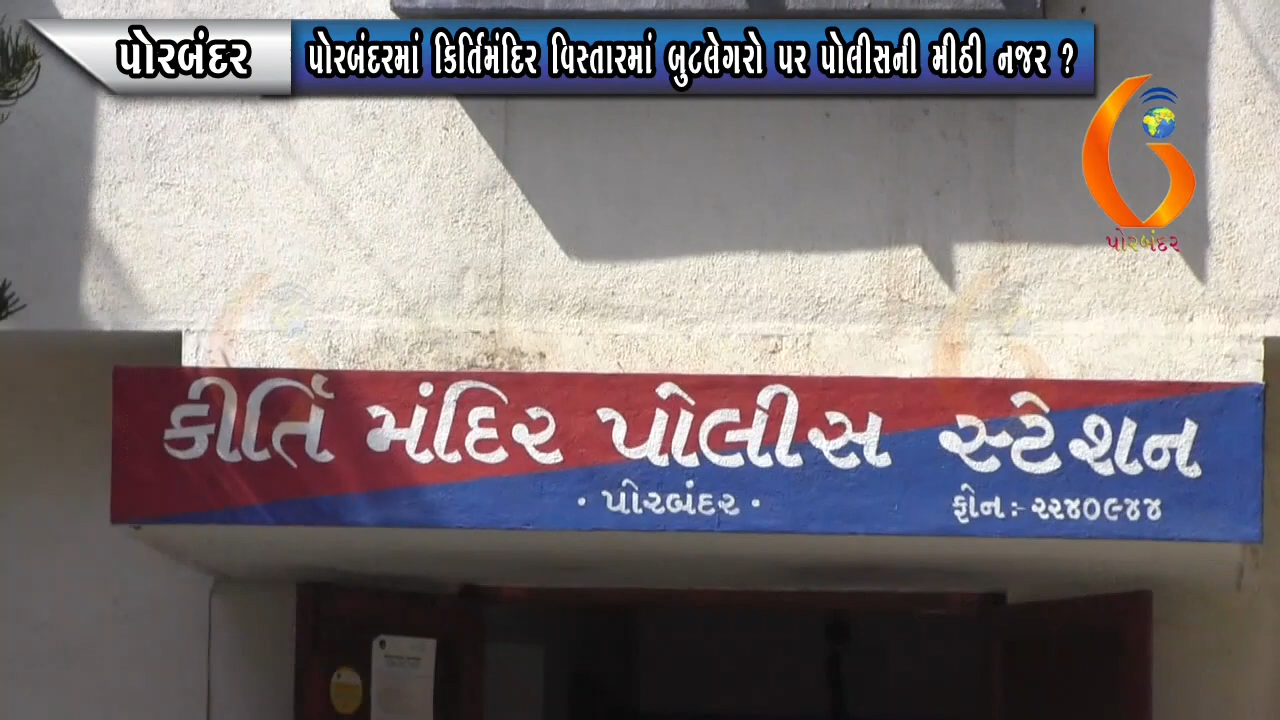 પોરબંદર
પોરબંદરમાં કિર્તિમંદિર વિસ્તારમાં બુટલેગરો પર પોલીસની મીઠી નજર ?
પોરબંદર
કીર્તિ મંદિર પોલીસ સ્ટેશન
• પોરબંદર •
ફોન :- ૨૨૪૦૯૪૪